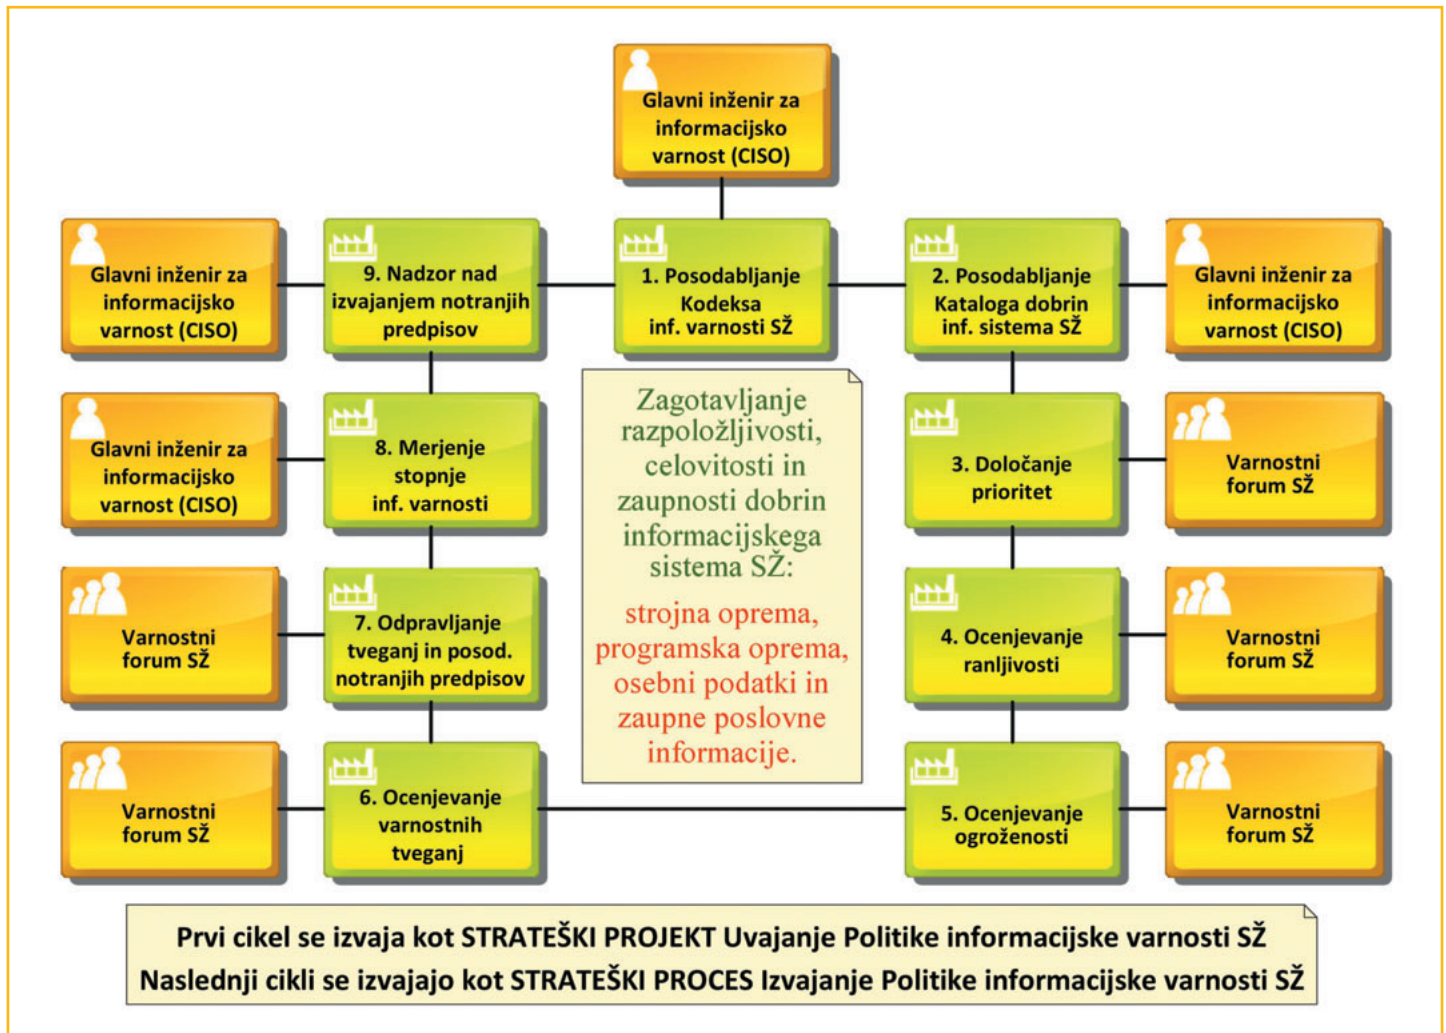 Glavni inženir za
informacijsko
varnost (CISO)
Glavni inženir za
informacijsko
varnost (CISO)
9. Nadzor nad
izvajanjem notranjih
predpisov
1. Posodabljanje
Kodeksa
inf. varnosti SŽ
2. Posodabljanje
Kataloga dobrin
inf. sistema SŽ
Glavni inženir za
informacijsko
varnost (CISO)
Glavni inženir za
informacijsko
varnost (CISO)
8. Merjenje
stopnje
inf. varnosti
Zagotavljanje
razpoložljivosti,
celovitosti in
zaupnosti dobrin
informacijskega
sistema SŽ:
strojna oprema,
programska oprema,
osebni podatki in
zaupne poslovne
informacije.
3. Določanje
prioritet
Varnostni
forum SŽ
Varnostni
forum SŽ
7. Odpravljanje
tveganj in posod.
notranjih predpisov
4. Ocenjevanje
ranljivosti
Varnostni
forum SŽ
Varnostni
forum SŽ
6. Ocenjevanje
varnostnih
tveganj
5. Ocenjevanje
ogroženosti
Varnostni
forum SŽ
Prvi cikel se izvaja kot STRATEŠKI PROJEKT Uvajanje Politike informacijske varnosti SŽ
Naslednji cikli se izvajajo kot STRATEŠKI PROCES Izvajanje Politike informacijske varnosti SŽ